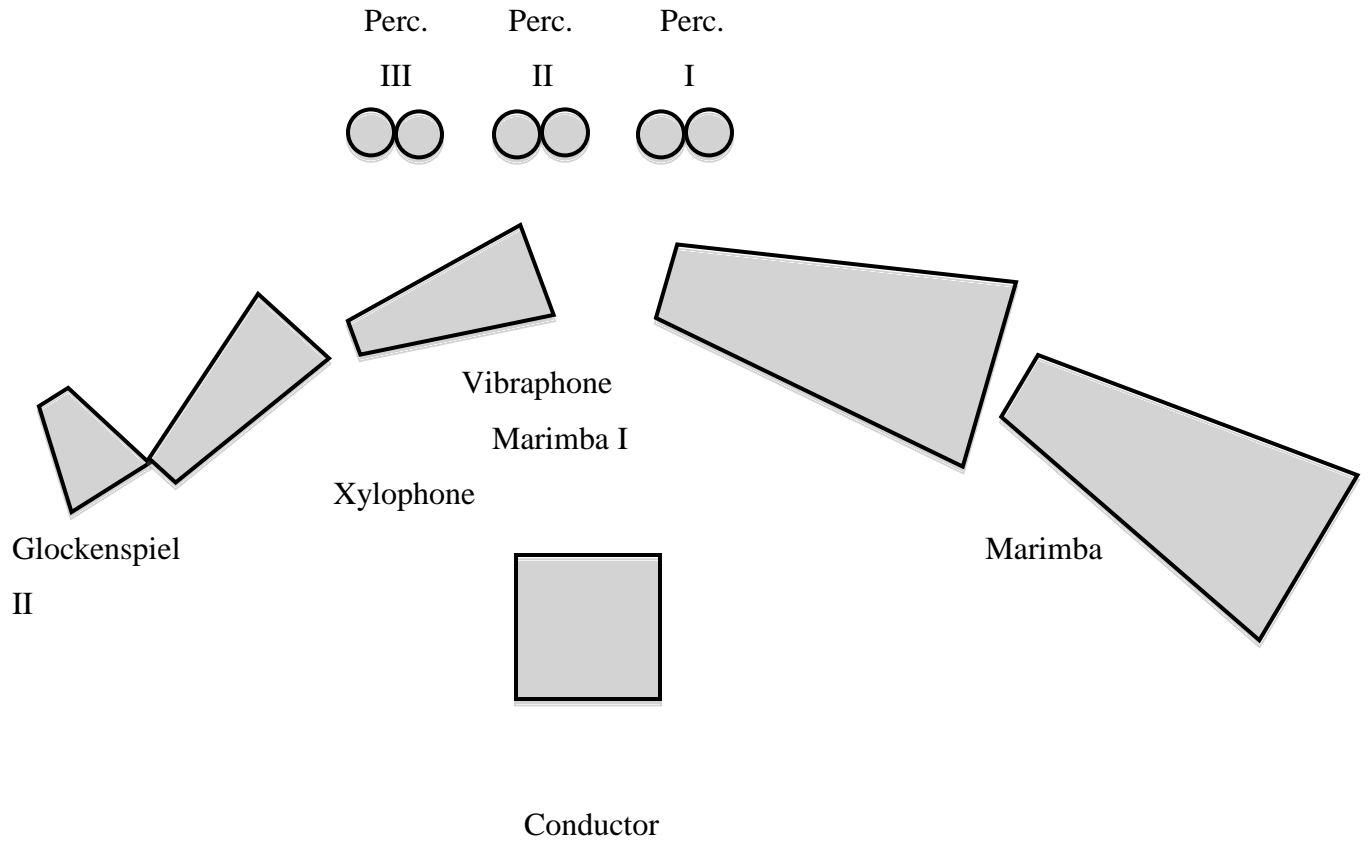 Perc. Perc. Perc.
III II I
Vibraphone
Marimba I
Xylophone
Glockenspiel Marimba
II
Conductor